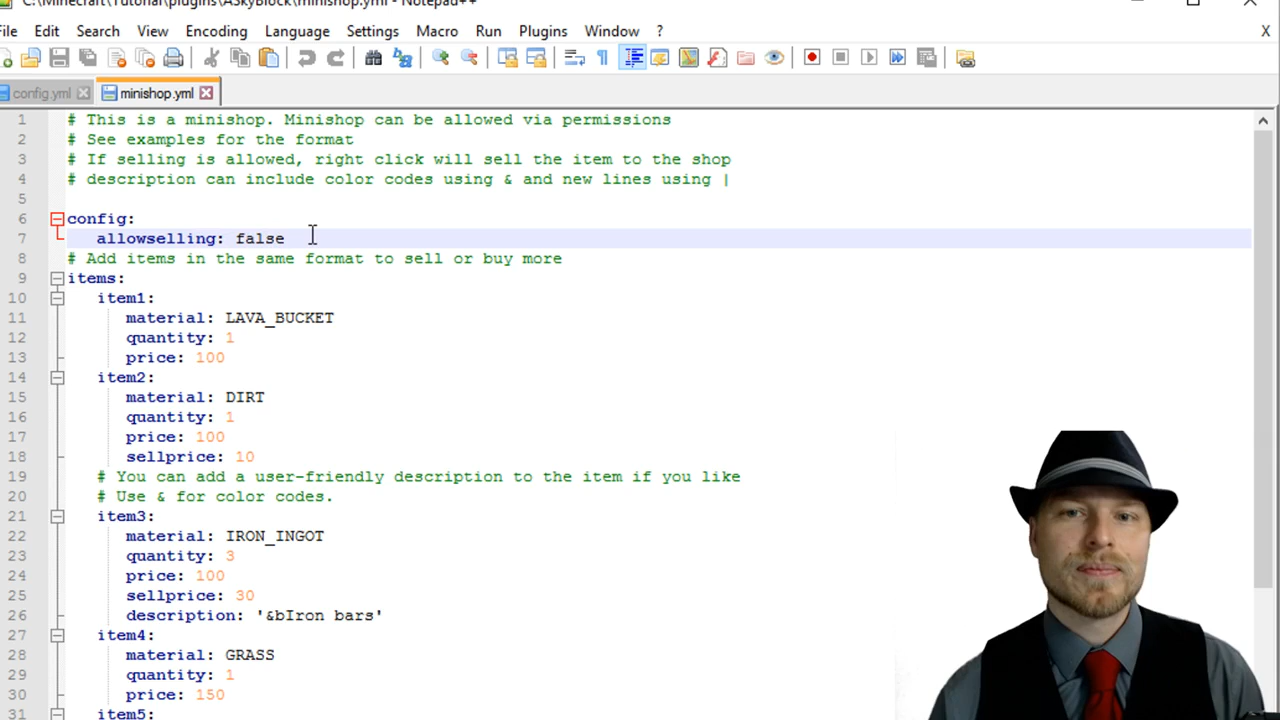 C:\Minecraft\Tutorial\plugins\ASkyBlock\minishop.yml - Notepad++
File Edit Search View Encoding Language Settings Macro Run Plugins Window ? X
config.yml minishop.yml
1 # This is a minishop. Minishop can be allowed via permissions
2 # See examples for the format
3 # If selling is allowed, right click will sell the item to the shop
4 # description can include color codes using & and new lines using |
5
6 config:
7 allowselling: false
8 # Add items in the same format to sell or buy more
9 items:
10 item1:
11 material: LAVA_BUCKET
12 quantity: 1
13 price: 100
14 item2:
15 material: DIRT
16 quantity: 1
17 price: 100
18 sellprice: 10
19 # You can add a user-friendly description to the item if you like
20 # Use & for color codes.
21 item3:
22 material: IRON_INGOT
23 quantity: 3
24 price: 100
25 sellprice: 30
26 description: '&bIron bars'
27 item4:
28 material: GRASS
29 quantity: 1
30 price: 150
31 item5: